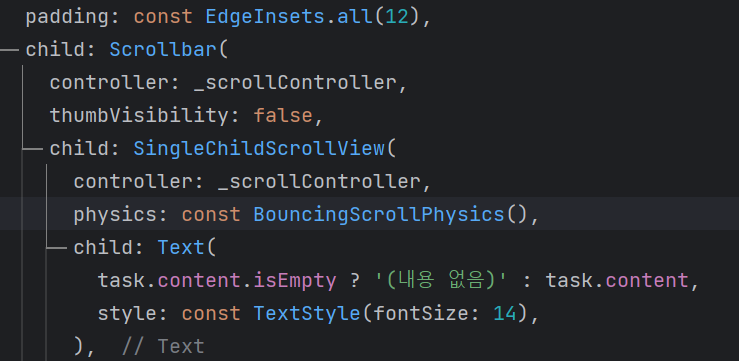 padding: const EdgeInsets.all(12),
child: Scrollbar(
controller: _scrollController,
thumbVisibility: false,
child: SingleChildScrollView(
controller: _scrollController,
physics: const BouncingScrollPhysics(),
child: Text(
task.content.isEmpty ? '(내용 없음)' : task.content,
style: const TextStyle(fontSize: 14),
), // Text